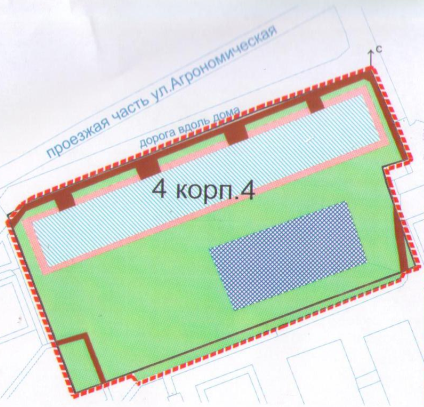 с
проезжая часть ул.Агрономическая
дорога вдоль дома
4 корп.4